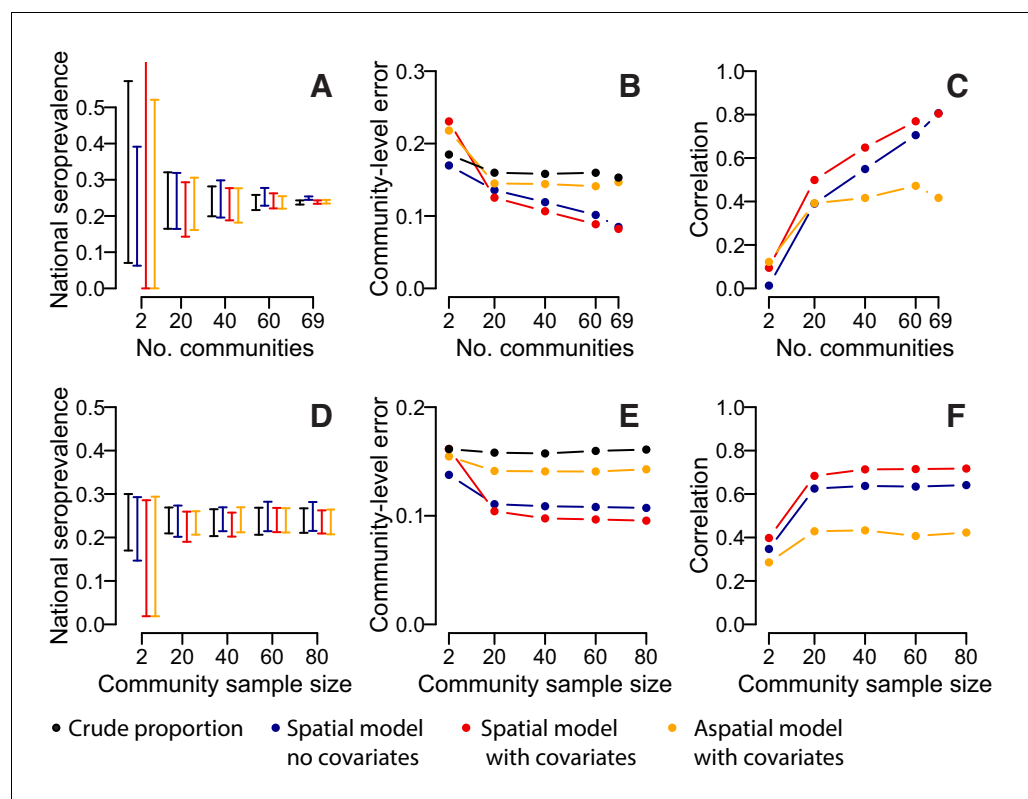 A
National seroprevalence
0.5
0.4
0.3
0.2
0.1
0.0
2 20 40 60 69
No. communities
B
Community-level error
0.3
0.2
0.1
0.0
2 20 40 60 69
No. communities
C
Correlation
1.0
0.8
0.6
0.4
0.2
0.0
2 20 40 60 69
No. communities
D
National seroprevalence
0.5
0.4
0.3
0.2
0.1
0.0
2 20 40 60 80
Community sample size
E
Community-level error
0.2
0.1
0.0
2 20 40 60 80
Community sample size
F
Correlation
1.0
0.8
0.6
0.4
0.2
0.0
2 20 40 60 80
Community sample size
Crude proportion
Spatial model
no covariates
Spatial model
with covariates
Aspatial model
with covariates